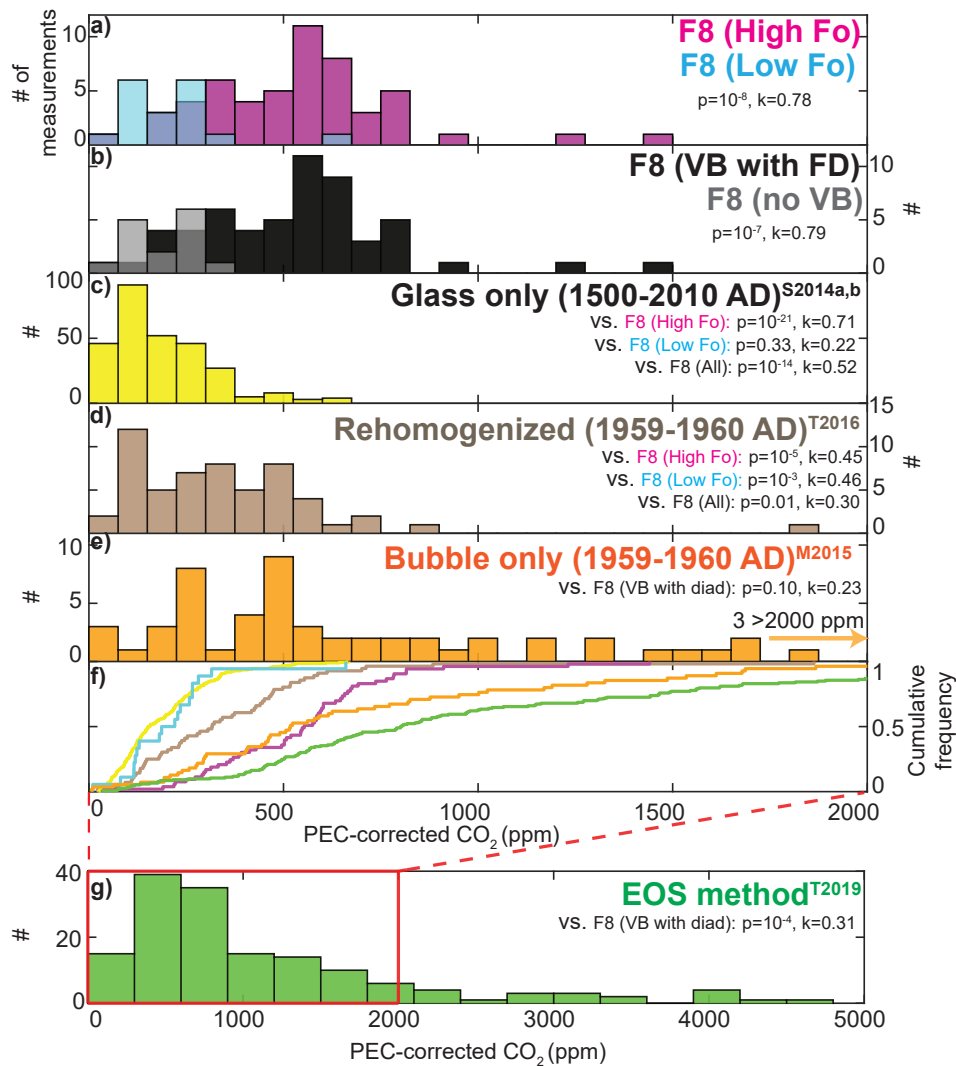 a)
10
5
0
# of
measurements
F8 (High Fo)
F8 (Low Fo)
p=10-8, k=0.78
b)
F8 (VB with FD)
F8 (no VB)
p=10-7, k=0.79
10
5
0
#
c)
100
50
0
#
Glass only (1500-2010 AD)S2014a,b
vs. F8 (High Fo): p=10-21, k=0.71
vs. F8 (Low Fo): p=0.33, k=0.22
vs. F8 (All): p=10-14, k=0.52
d)
Rehomogenized (1959-1960 AD)T2016
vs. F8 (High Fo): p=10-5, k=0.45
vs. F8 (Low Fo): p=10-3, k=0.46
vs. F8 (All): p=0.01, k=0.30
15
10
5
0
#
e)
10
5
0
#
Bubble only (1959-1960 AD)M2015
vs. F8 (VB with diad): p=0.10, k=0.23
3 >2000 ppm
f)
1
0.5
0
Cumulative
frequency
0 500 1000 1500 2000
PEC-corrected CO2 (ppm)
g)
40
20
0
#
EOS methodT2019
vs. F8 (VB with diad): p=10-4, k=0.31
0 1000 2000 3000 4000 5000
PEC-corrected CO2 (ppm)